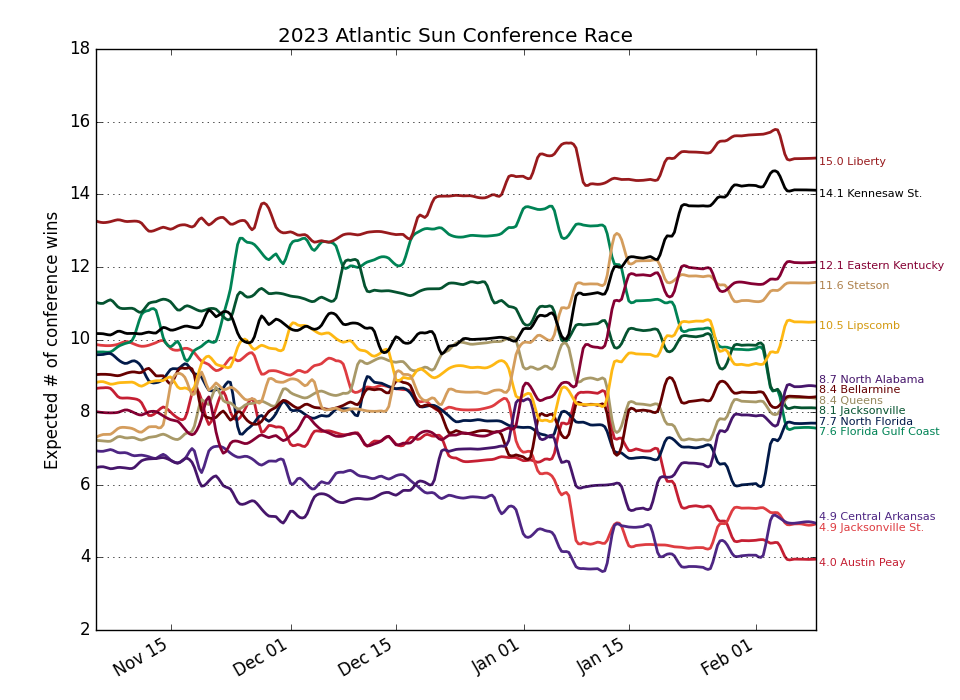 2023 Atlantic Sun Conference Race
Expected # of conference wins
18
16
14
12
10
8
6
4
2
15.0 Liberty
14.1 Kennesaw St.
12.1 Eastern Kentucky
11.6 Stetson
10.5 Lipscomb
8.7 North Alabama
8.4 Bellarmine
8.4 Queens
8.1 Jacksonville
7.7 North Florida
7.6 Florida Gulf Coast
4.9 Central Arkansas
4.9 Jacksonville St.
4.0 Austin Peay
Nov 15
Dec 01
Dec 15
Jan 01
Jan 15
Feb 01